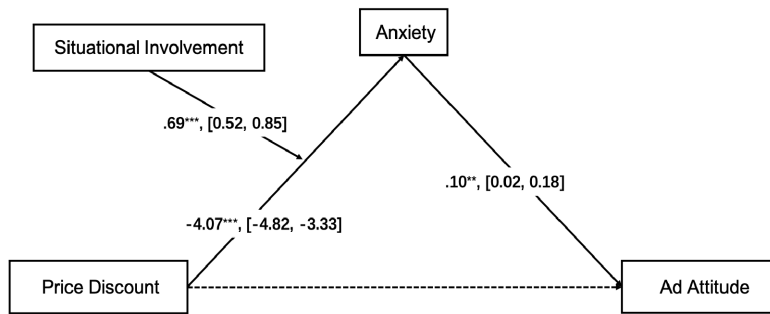 Anxiety
Situational Involvement
.69***, [0.52, 0.85]
.10**, [0.02, 0.18]
-4.07***, [-4.82, -3.33]
Price Discount
Ad Attitude